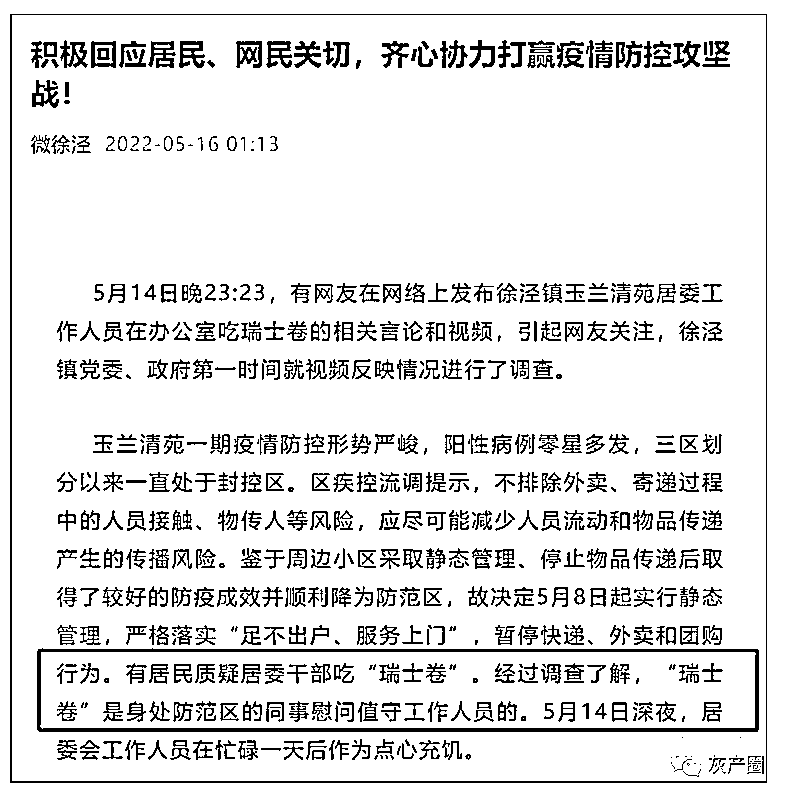 积极回应居民、网民关切，齐心协力打赢疫情防控攻坚
战！
微徐泾 2022-05-16 01:13
5月14日晚23:23，有网友在网络上发布徐泾镇玉兰清苑居委工
作人员在办公室吃瑞士卷的相关言论和视频，引起网友关注，徐泾
镇党委、政府第一时间就视频反映情况进行了调查。
玉兰清苑一期疫情防控形势严峻，阳性病例零星多发，三区划
分以来一直处于封控区。区疾控流调提示，不排除外卖、寄递过程
中的人员接触、物传人等风险，应尽可能减少人员流动和物品传递
产生的传播风险。鉴于周边小区采取静态管理、停止物品传递后取
得了较好的防疫成效并顺利降为防范区，故决定5月8日起实行静态
管理，严格落实“足不出户、服务上门”，暂停快递、外卖和团购
行为。有居民质疑居委干部吃“瑞士卷”。经过调查了解，“瑞士
卷”是身处防范区的同事慰问值守工作人员的。5月14日深夜，居
委会工作人员在忙碌一天后作为点心充饥。
灰产圈